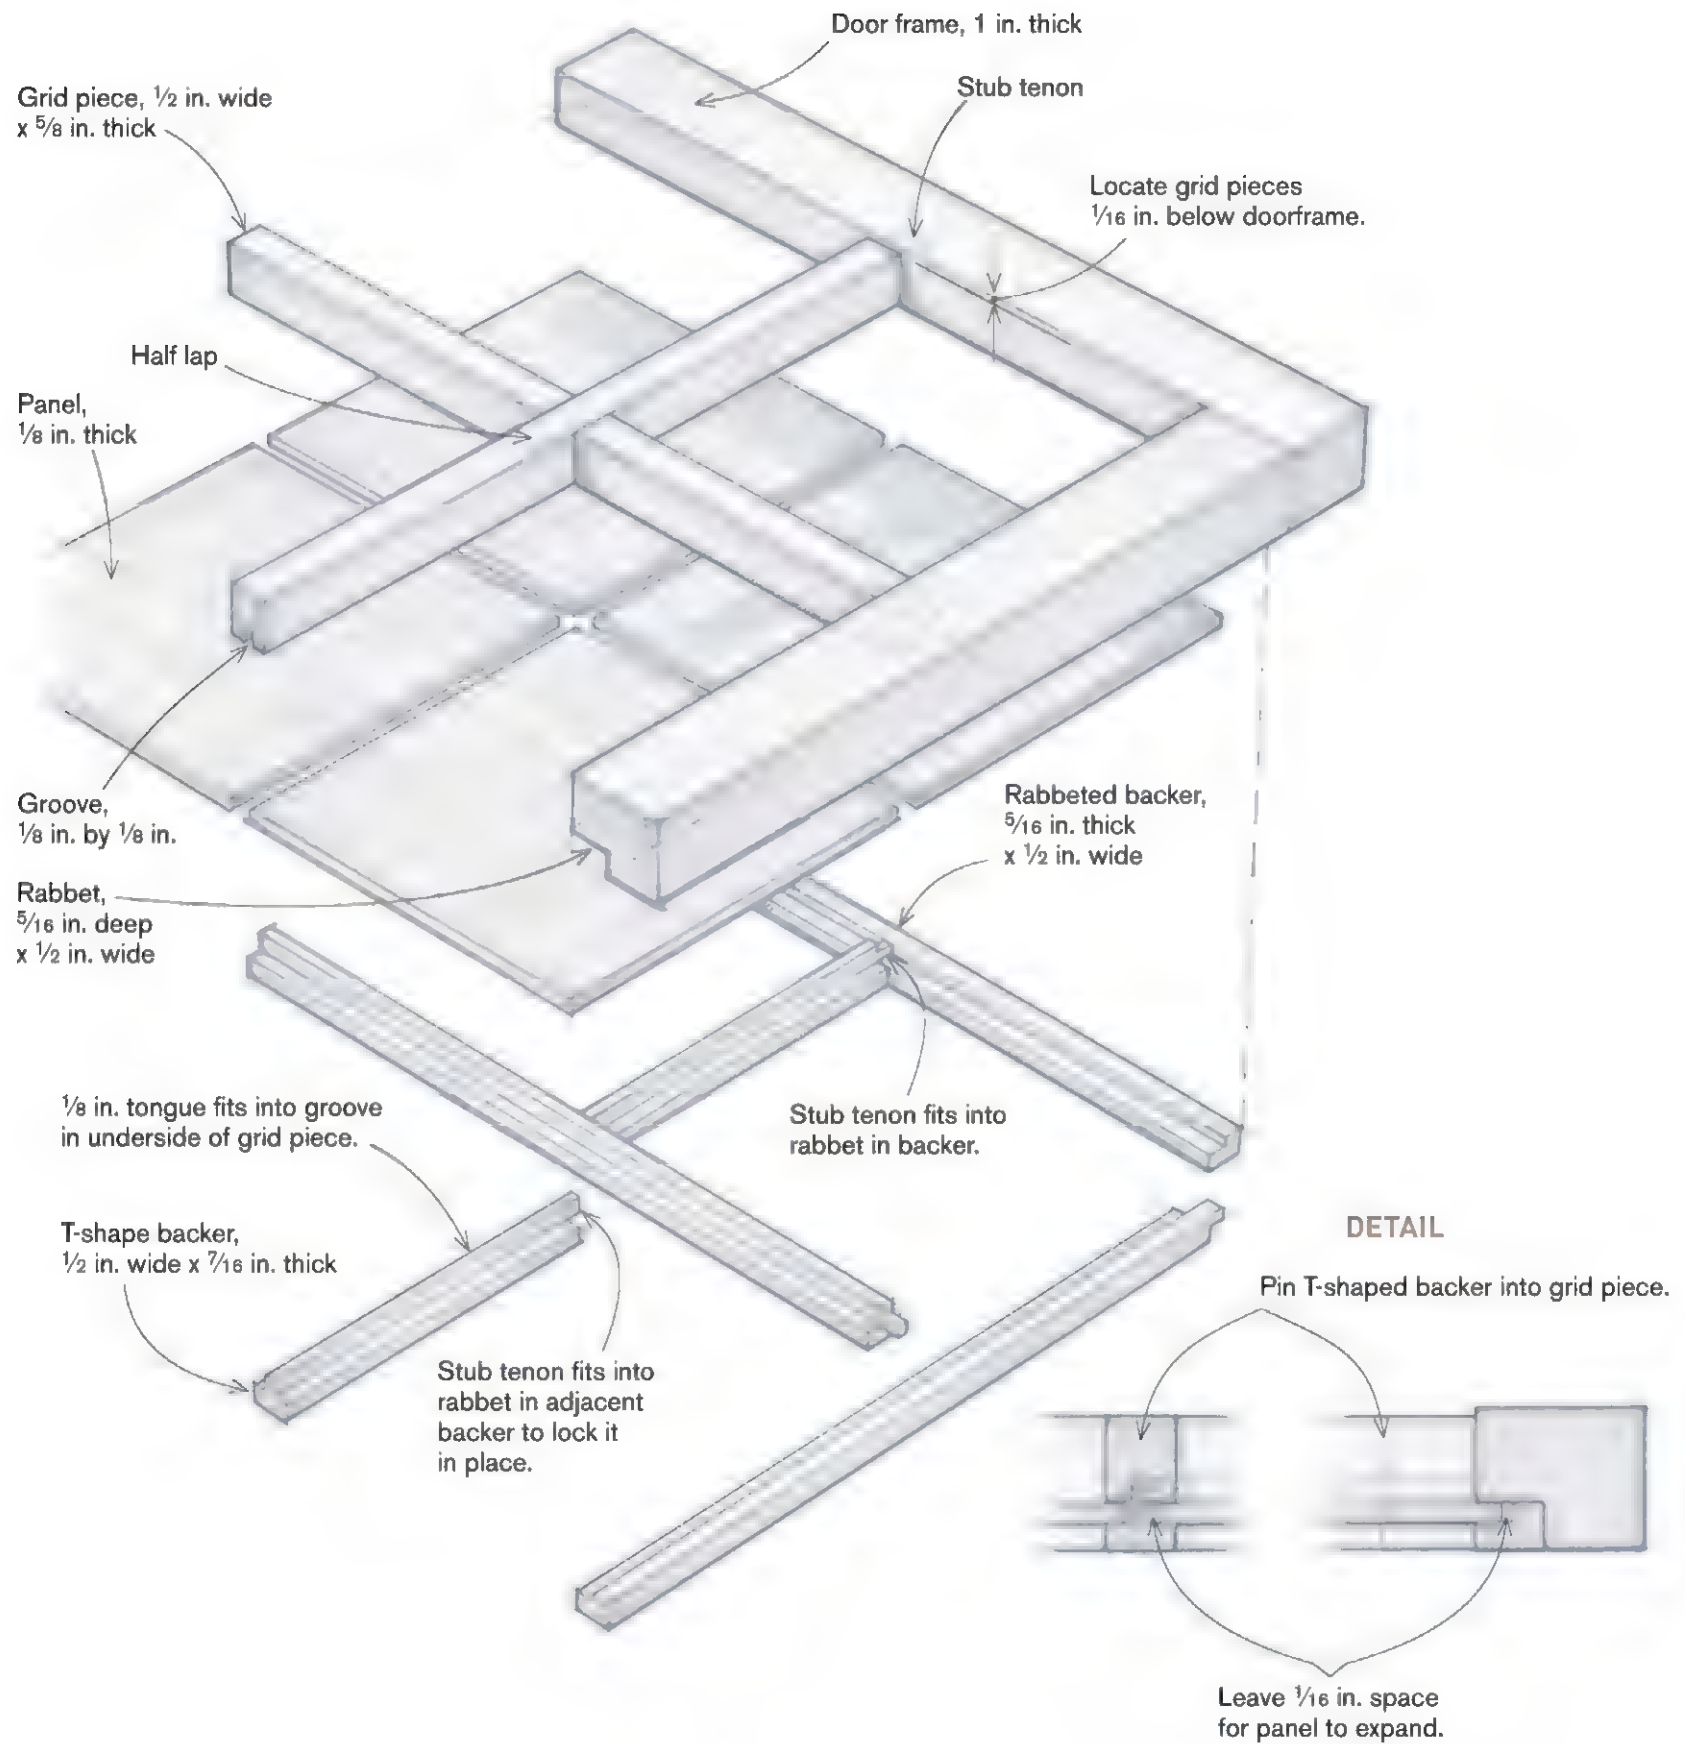 Door frame, 1 in. thick
Stub tenon
Grid piece, 1/2 in. wide
x 5/8 in. thick
Locate grid pieces
1/16 in. below doorframe.
Half lap
Panel,
1/8 in. thick
Groove,
1/8 in. by 1/8 in.
Rabbeted backer,
5/16 in. thick
x 1/2 in. wide
Rabbet,
5/16 in. deep
x 1/2 in. wide
1/8 in. tongue fits into groove
in underside of grid piece.
Stub tenon fits into
rabbet in backer.
T-shape backer,
1/2 in. wide x 7/16 in. thick
DETAIL
Pin T-shaped backer into grid piece.
Stub tenon fits into
rabbet in adjacent
backer to lock it
in place.
Leave 1/16 in. space
for panel to expand.